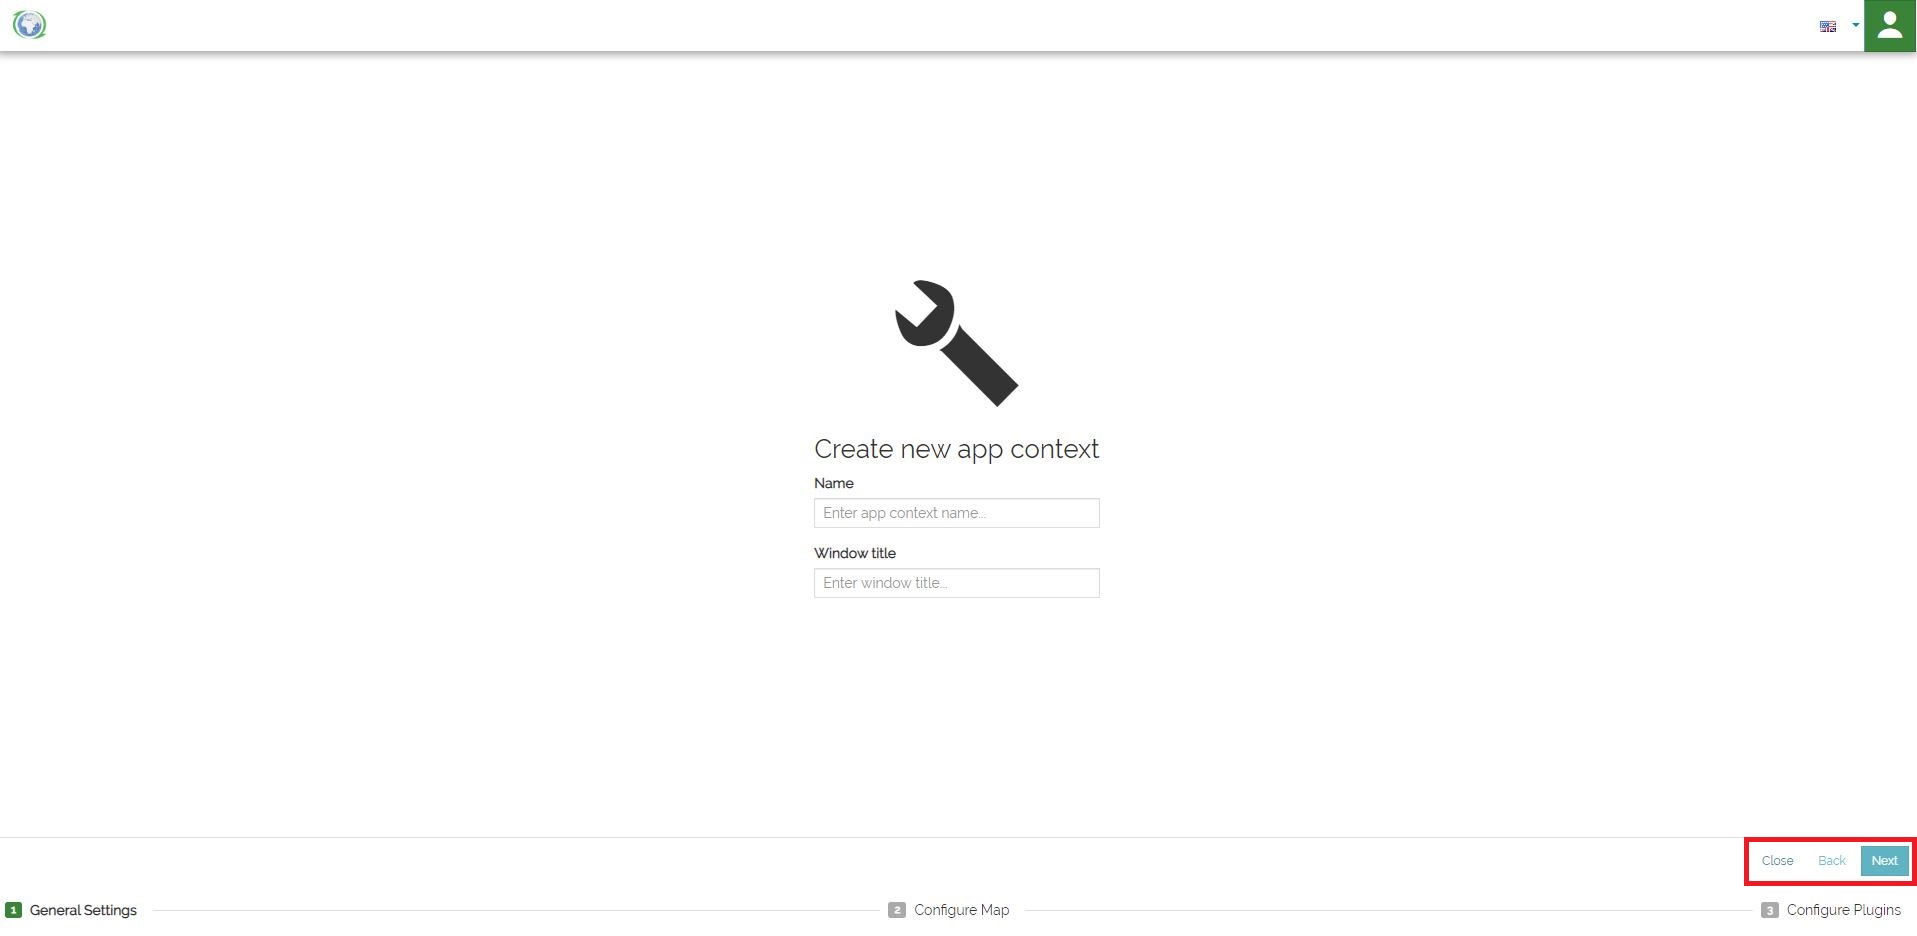 Create new app context
Name
Enter app context name...
Window title
Enter window title...
Close Back Next
1 General Settings 2 Configure Map 3 Configure Plugins